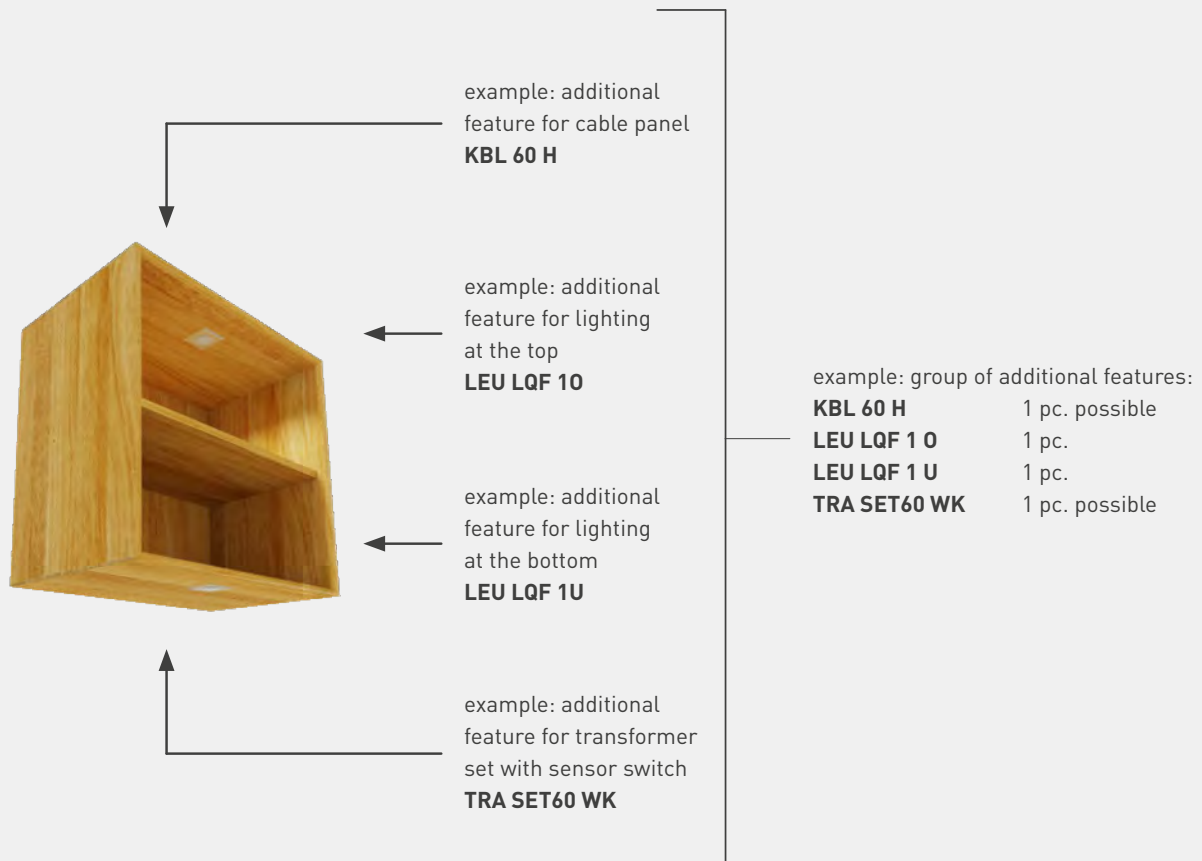 example: additional
feature for cable panel
KBL 60 H
example: additional
feature for lighting
at the top
LEU LQF 1O
example: additional
feature for lighting
at the bottom
LEU LQF 1U
example: additional
feature for transformer
set with sensor switch
TRA SET60 WK
example: group of additional features:
KBL 60 H 1 pc. possible
LEU LQF 1 O 1 pc.
LEU LQF 1 U 1 pc.
TRA SET60 WK 1 pc. possible